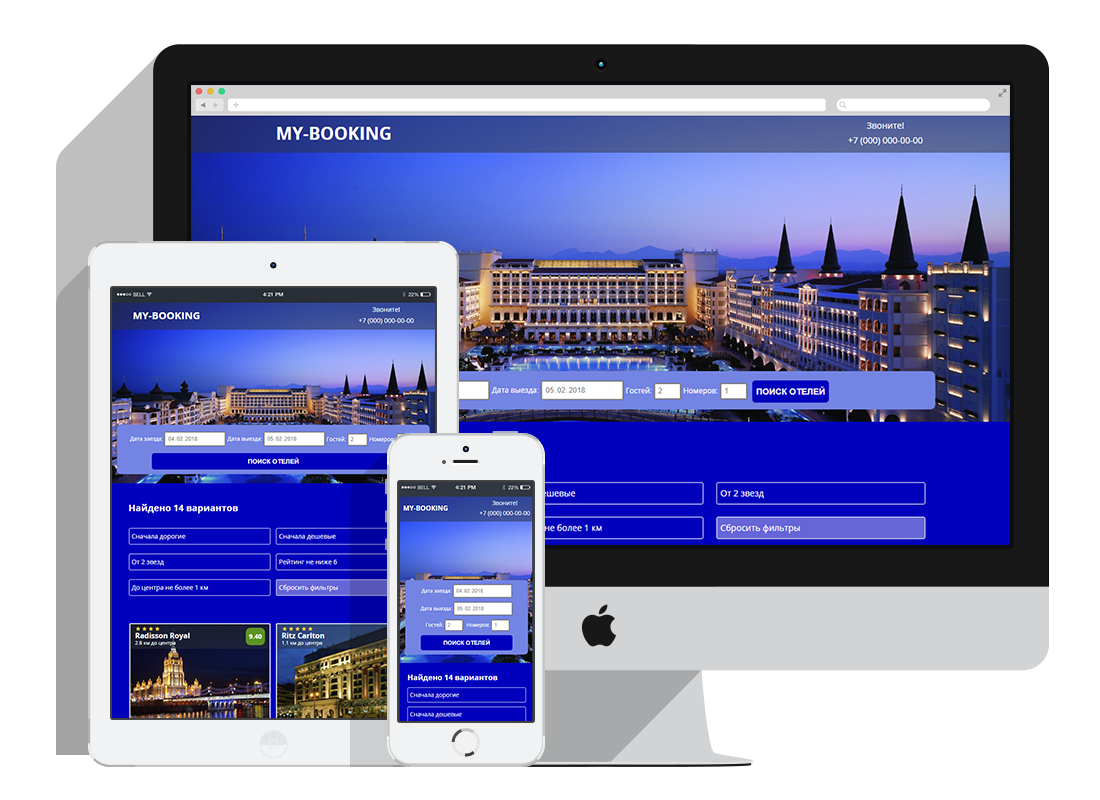 MY-BOOKING
Звоните!
+7 (000) 000-00-00
Дата выезда: 05.02.2018 Гостей: 2 Номеров: 1 ПОИСК ОТЕЛЕЙ
От 2 звезд
не более 1 км
Сбросить фильтры
BELL 4:21 PM 22%
MY-BOOKING
Звоните!
+7 (000) 000-00-00
Дата заезда: 04.02.2018 Дата выезда: 05.02.2018 Гостей: 2 Номеров:
ПОИСК ОТЕЛЕЙ
Найдено 14 вариантов
Сначала дорогие
Сначала дешевые
От 2 звезд
Рейтинг не ниже 6
До центра не более 1 км
Сбросить фильтры
Radisson Royal
2.8 км до центра
9.40
Ritz Carlton
1.1 км до центра
BELL 4:21 PM 22%
MY-BOOKING
Звоните!
+7 (000) 000-00-00
Дата заезда: 04.02.2018
Дата выезда: 05.02.2018
Гостей: 2 Номеров: 1
ПОИСК ОТЕЛЕЙ
Найдено 14 вариантов
Сначала дорогие
Сначала дешевые